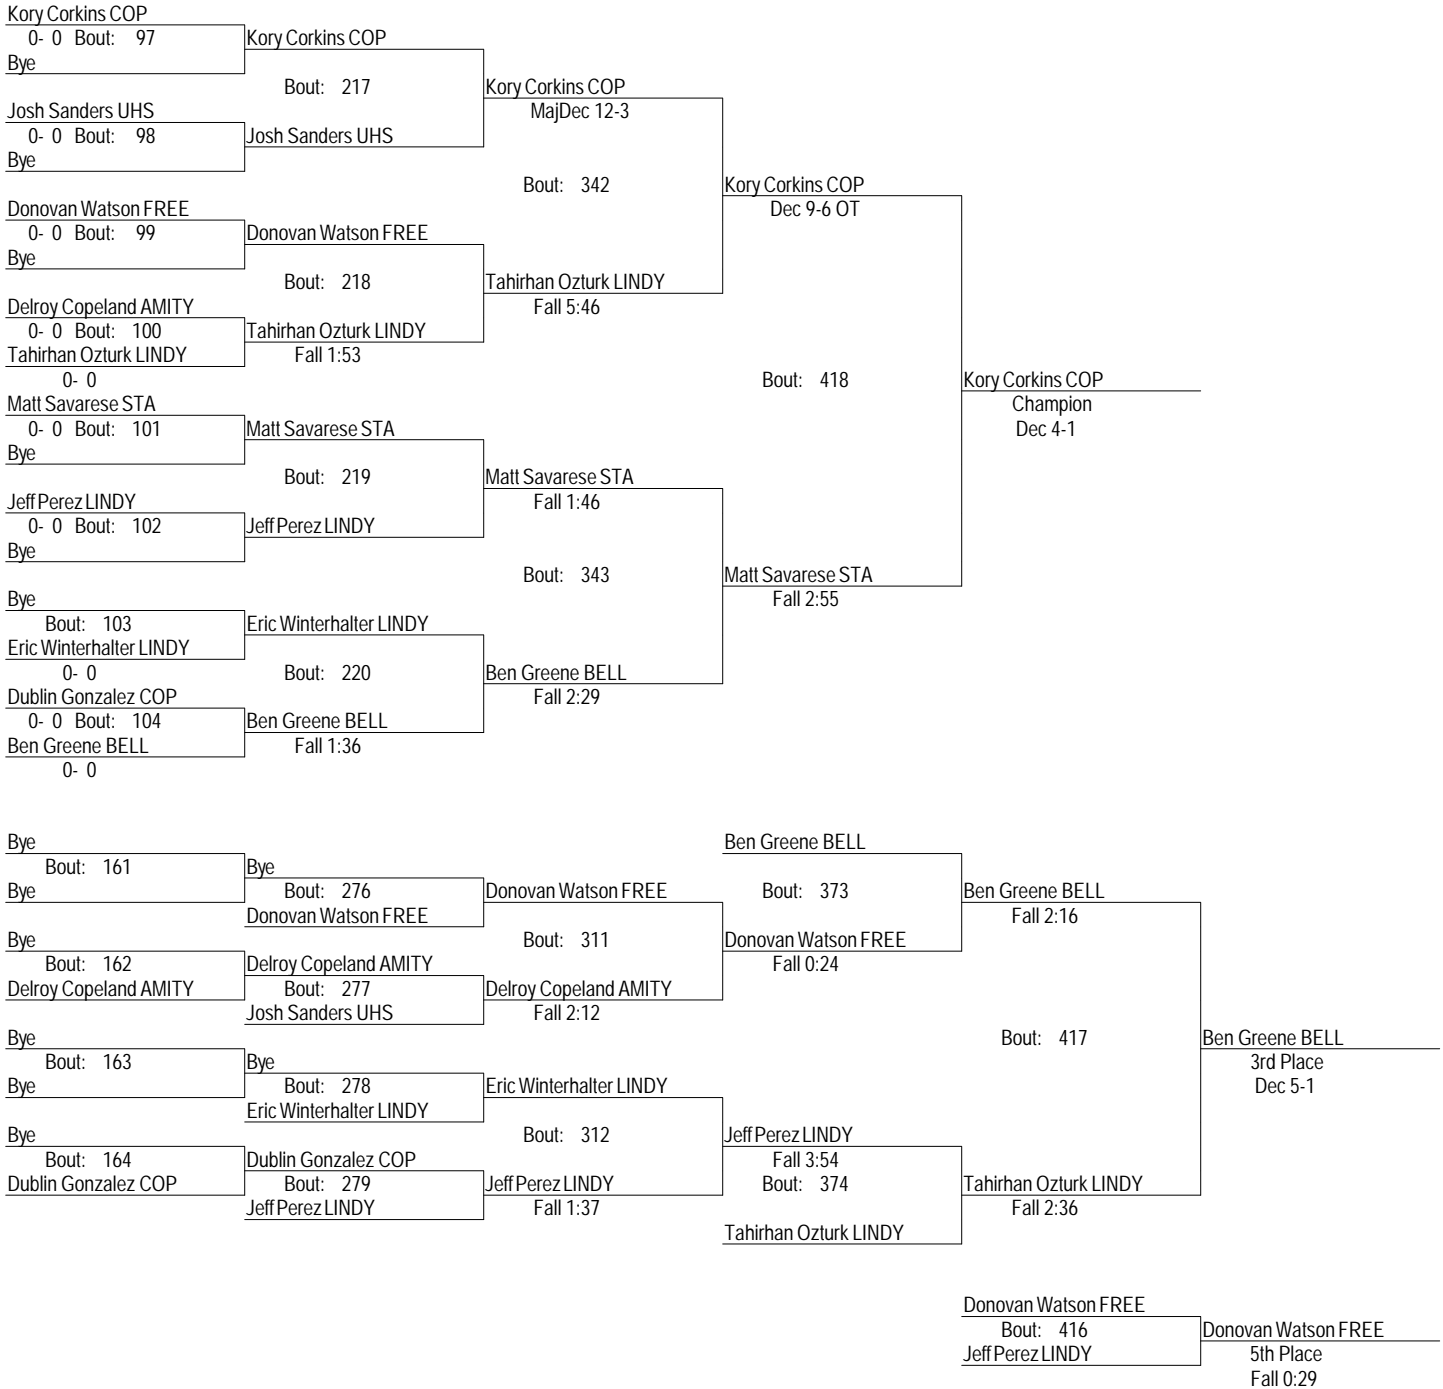 Kory Corkins COP
0- 0 Bout: 97
Kory Corkins COP
Bye
Bout: 217
Kory Corkins COP
Josh Sanders UHS
MajDec 12-3
0- 0 Bout: 98
Josh Sanders UHS
Bye
Bout: 342
Kory Corkins COP
Donovan Watson FREE
Dec 9-6 OT
0- 0 Bout: 99
Donovan Watson FREE
Bye
Bout: 218
Tahirhan Ozturk LINDY
Delroy Copeland AMITY
Fall 5:46
0- 0 Bout: 100
Tahirhan Ozturk LINDY
Tahirhan Ozturk LINDY
Fall 1:53
0- 0
Bout: 418
Kory Corkins COP
Matt Savarese STA
Champion
0- 0 Bout: 101
Matt Savarese STA
Dec 4-1
Bye
Bout: 219
Matt Savarese STA
Jeff Perez LINDY
Fall 1:46
0- 0 Bout: 102
Jeff Perez LINDY
Bye
Bout: 343
Matt Savarese STA
Bye
Fall 2:55
Bout: 103
Eric Winterhalter LINDY
Eric Winterhalter LINDY
0- 0
Bout: 220
Ben Greene BELL
Dublin Gonzalez COP
Fall 2:29
0- 0 Bout: 104
Ben Greene BELL
Ben Greene BELL
Fall 1:36
0- 0
Bye
Ben Greene BELL
Bout: 161
Bye
Bye
Bout: 276
Donovan Watson FREE
Bout: 373
Ben Greene BELL
Donovan Watson FREE
Fall 2:16
Bye
Bout: 311
Donovan Watson FREE
Bout: 162
Delroy Copeland AMITY
Fall 0:24
Delroy Copeland AMITY
Bout: 277
Delroy Copeland AMITY
Josh Sanders UHS
Fall 2:12
Bye
Bout: 417
Ben Greene BELL
Bout: 163
Bye
3rd Place
Bye
Bout: 278
Eric Winterhalter LINDY
Dec 5-1
Eric Winterhalter LINDY
Bye
Bout: 312
Jeff Perez LINDY
Bout: 164
Dublin Gonzalez COP
Fall 3:54
Dublin Gonzalez COP
Bout: 279
Jeff Perez LINDY
Bout: 374
Tahirhan Ozturk LINDY
Jeff Perez LINDY
Fall 1:37
Fall 2:36
Tahirhan Ozturk LINDY
Donovan Watson FREE
Bout: 416
Donovan Watson FREE
Jeff Perez LINDY
5th Place
Fall 0:29